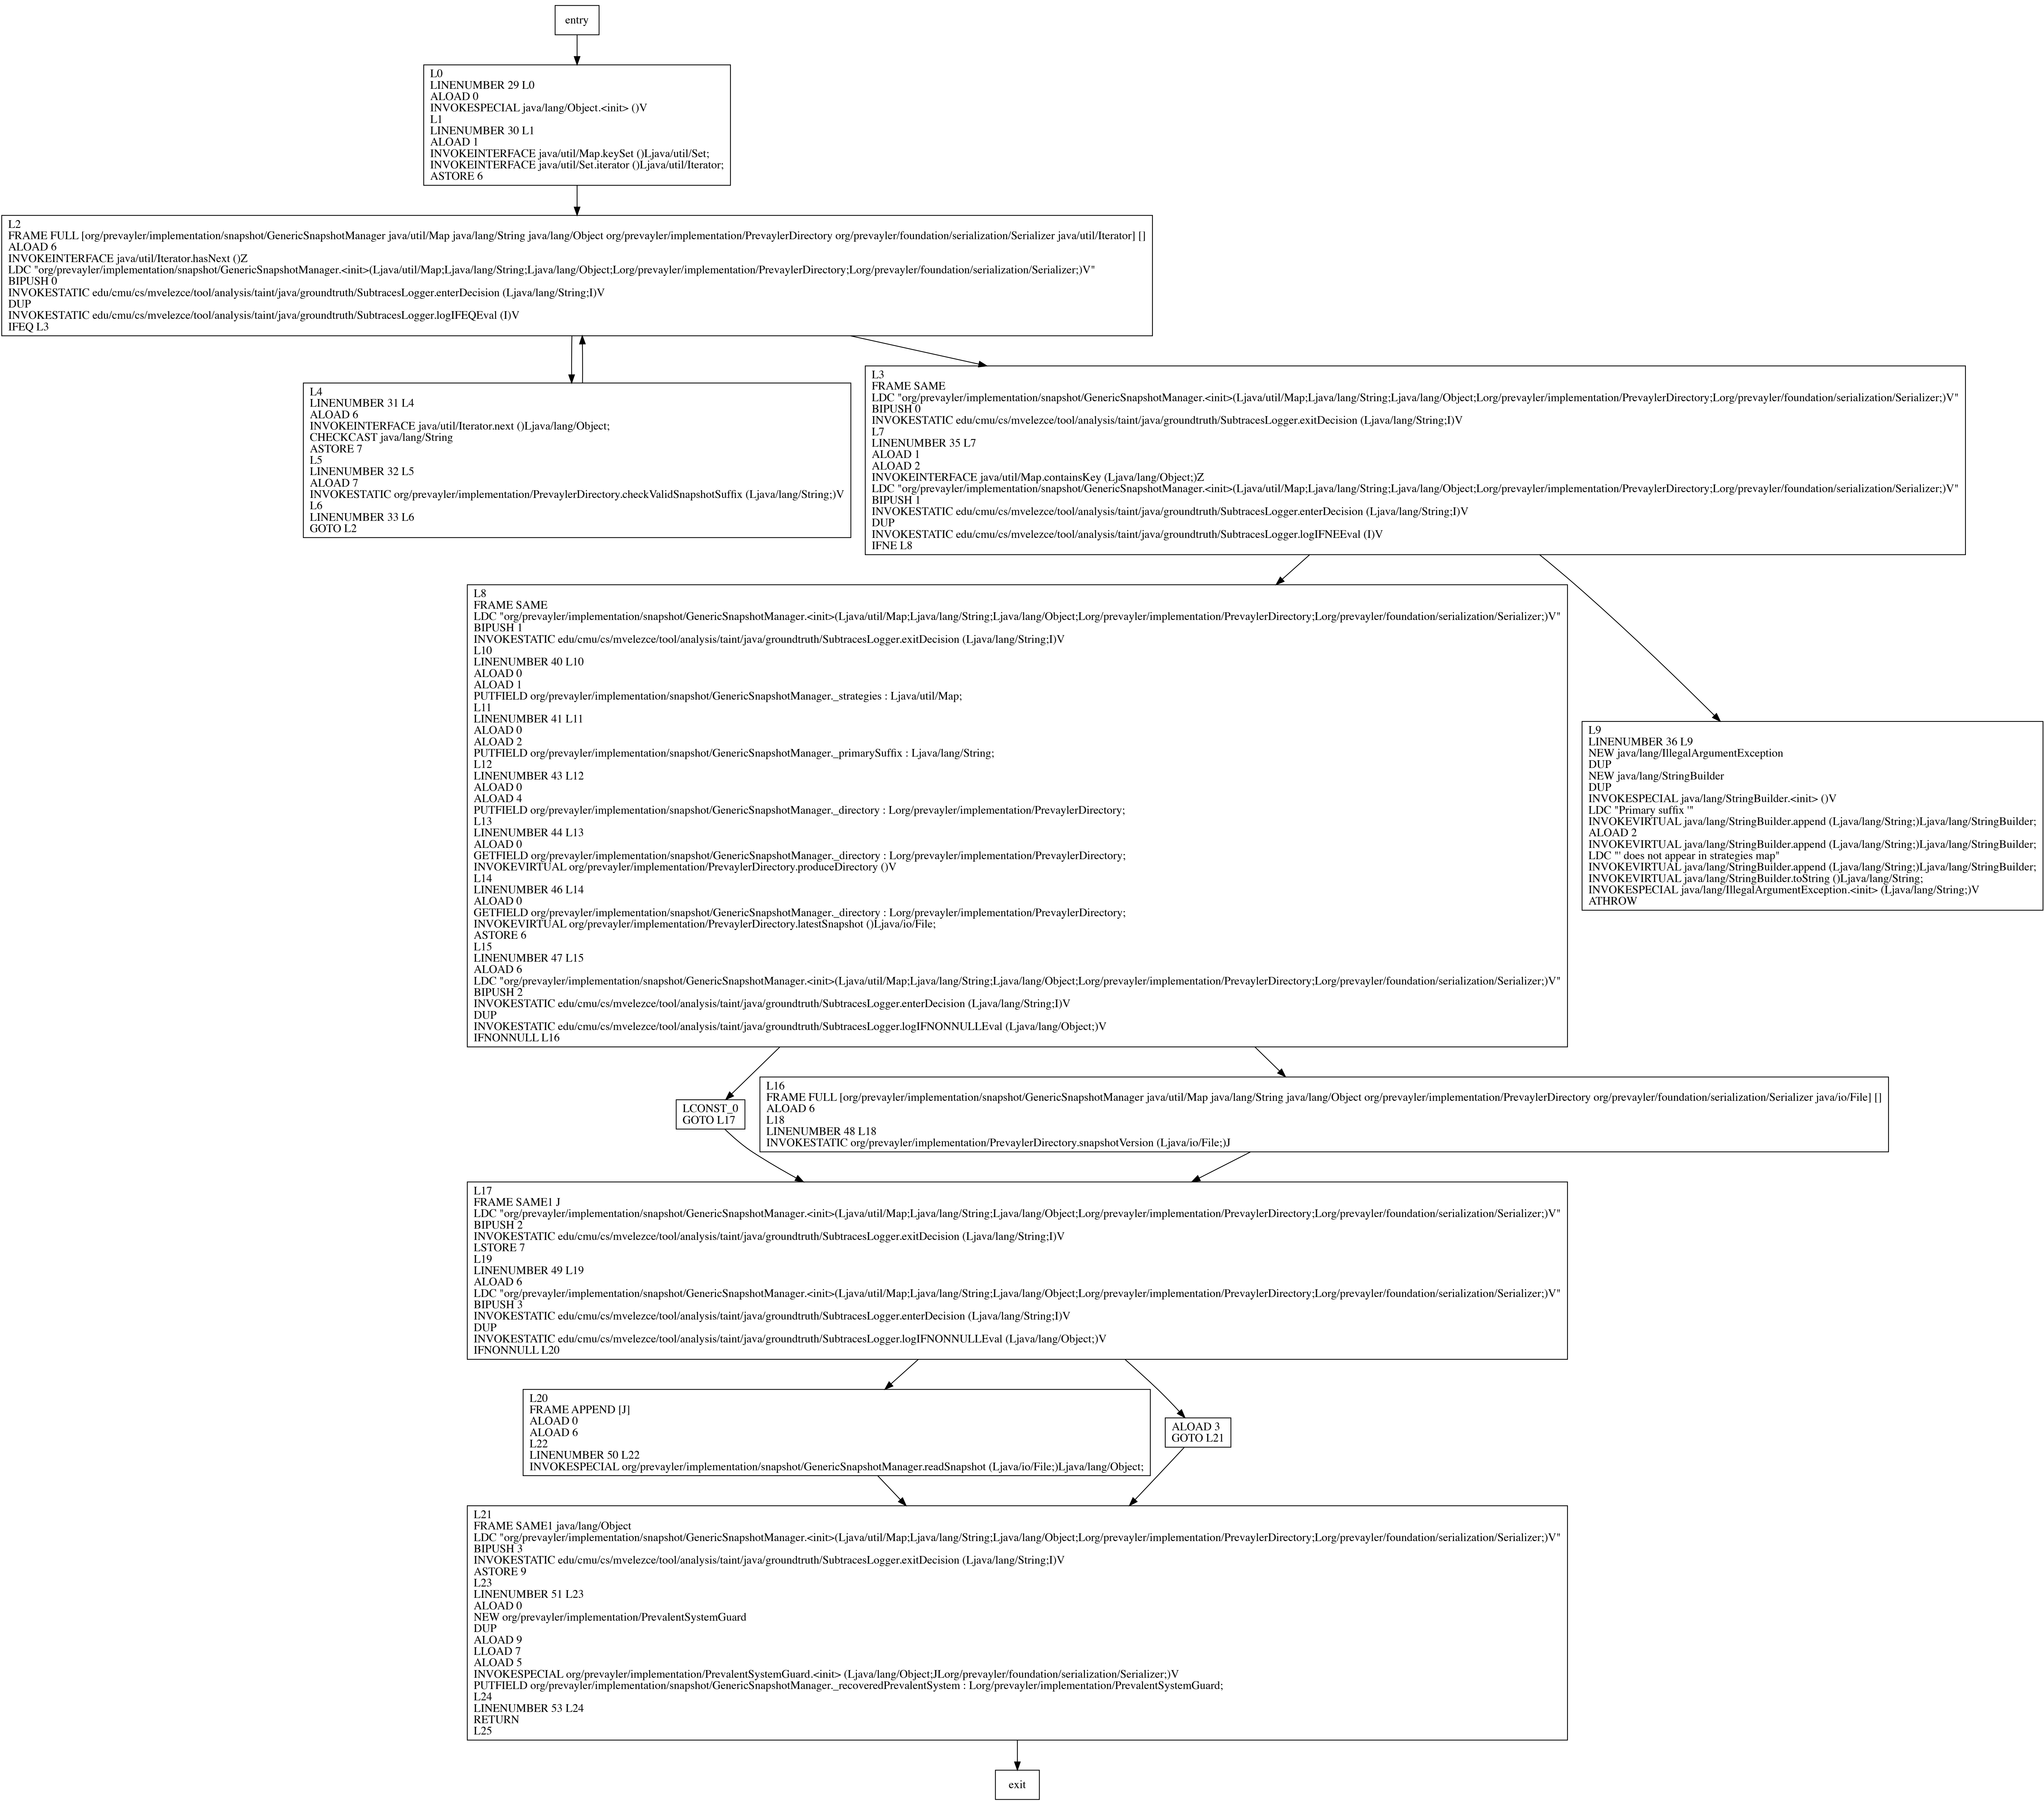 entry
L0
LINENUMBER 29 L0
ALOAD 0
INVOKESPECIAL java/lang/Object.<init> ()V
L1
LINENUMBER 30 L1
ALOAD 1
INVOKEINTERFACE java/util/Map.keySet ()Ljava/util/Set;
INVOKEINTERFACE java/util/Set.iterator ()Ljava/util/Iterator;
ASTORE 6
L2
FRAME FULL [org/prevayler/implementation/snapshot/GenericSnapshotManager java/util/Map java/lang/String java/lang/Object org/prevayler/implementation/PrevaylerDirectory org/prevayler/foundation/serialization/Serializer java/util/Iterator] []
ALOAD 6
INVOKEINTERFACE java/util/Iterator.hasNext ()Z
LDC "org/prevayler/implementation/snapshot/GenericSnapshotManager.<init>(Ljava/util/Map;Ljava/lang/String;Ljava/lang/Object;Lorg/prevayler/implementation/PrevaylerDirectory;Lorg/prevayler/foundation/serialization/Serializer;)V"
BIPUSH 0
INVOKESTATIC edu/cmu/cs/mvelezce/tool/analysis/taint/java/groundtruth/SubtracesLogger.enterDecision (Ljava/lang/String;I)V
DUP
INVOKESTATIC edu/cmu/cs/mvelezce/tool/analysis/taint/java/groundtruth/SubtracesLogger.logIFEQEval (I)V
IFEQ L3
L4
LINENUMBER 31 L4
ALOAD 6
INVOKEINTERFACE java/util/Iterator.next ()Ljava/lang/Object;
CHECKCAST java/lang/String
ASTORE 7
L5
LINENUMBER 32 L5
ALOAD 7
INVOKESTATIC org/prevayler/implementation/PrevaylerDirectory.checkValidSnapshotSuffix (Ljava/lang/String;)V
L6
LINENUMBER 33 L6
GOTO L2
L3
FRAME SAME
LDC "org/prevayler/implementation/snapshot/GenericSnapshotManager.<init>(Ljava/util/Map;Ljava/lang/String;Ljava/lang/Object;Lorg/prevayler/implementation/PrevaylerDirectory;Lorg/prevayler/foundation/serialization/Serializer;)V"
BIPUSH 0
INVOKESTATIC edu/cmu/cs/mvelezce/tool/analysis/taint/java/groundtruth/SubtracesLogger.exitDecision (Ljava/lang/String;I)V
L7
LINENUMBER 35 L7
ALOAD 1
ALOAD 2
INVOKEINTERFACE java/util/Map.containsKey (Ljava/lang/Object;)Z
LDC "org/prevayler/implementation/snapshot/GenericSnapshotManager.<init>(Ljava/util/Map;Ljava/lang/String;Ljava/lang/Object;Lorg/prevayler/implementation/PrevaylerDirectory;Lorg/prevayler/foundation/serialization/Serializer;)V"
BIPUSH 1
INVOKESTATIC edu/cmu/cs/mvelezce/tool/analysis/taint/java/groundtruth/SubtracesLogger.enterDecision (Ljava/lang/String;I)V
DUP
INVOKESTATIC edu/cmu/cs/mvelezce/tool/analysis/taint/java/groundtruth/SubtracesLogger.logIFNEEval (I)V
IFNE L8
L8
FRAME SAME
LDC "org/prevayler/implementation/snapshot/GenericSnapshotManager.<init>(Ljava/util/Map;Ljava/lang/String;Ljava/lang/Object;Lorg/prevayler/implementation/PrevaylerDirectory;Lorg/prevayler/foundation/serialization/Serializer;)V"
BIPUSH 1
INVOKESTATIC edu/cmu/cs/mvelezce/tool/analysis/taint/java/groundtruth/SubtracesLogger.exitDecision (Ljava/lang/String;I)V
L10
LINENUMBER 40 L10
ALOAD 0
ALOAD 1
PUTFIELD org/prevayler/implementation/snapshot/GenericSnapshotManager._strategies : Ljava/util/Map;
L11
LINENUMBER 41 L11
ALOAD 0
ALOAD 2
PUTFIELD org/prevayler/implementation/snapshot/GenericSnapshotManager._primarySuffix : Ljava/lang/String;
L12
LINENUMBER 43 L12
ALOAD 0
ALOAD 4
PUTFIELD org/prevayler/implementation/snapshot/GenericSnapshotManager._directory : Lorg/prevayler/implementation/PrevaylerDirectory;
L13
LINENUMBER 44 L13
ALOAD 0
GETFIELD org/prevayler/implementation/snapshot/GenericSnapshotManager._directory : Lorg/prevayler/implementation/PrevaylerDirectory;
INVOKEVIRTUAL org/prevayler/implementation/PrevaylerDirectory.produceDirectory ()V
L14
LINENUMBER 46 L14
ALOAD 0
GETFIELD org/prevayler/implementation/snapshot/GenericSnapshotManager._directory : Lorg/prevayler/implementation/PrevaylerDirectory;
INVOKEVIRTUAL org/prevayler/implementation/PrevaylerDirectory.latestSnapshot ()Ljava/io/File;
ASTORE 6
L15
LINENUMBER 47 L15
ALOAD 6
LDC "org/prevayler/implementation/snapshot/GenericSnapshotManager.<init>(Ljava/util/Map;Ljava/lang/String;Ljava/lang/Object;Lorg/prevayler/implementation/PrevaylerDirectory;Lorg/prevayler/foundation/serialization/Serializer;)V"
BIPUSH 2
INVOKESTATIC edu/cmu/cs/mvelezce/tool/analysis/taint/java/groundtruth/SubtracesLogger.enterDecision (Ljava/lang/String;I)V
DUP
INVOKESTATIC edu/cmu/cs/mvelezce/tool/analysis/taint/java/groundtruth/SubtracesLogger.logIFNONNULLEval (Ljava/lang/Object;)V
IFNONNULL L16
L9
LINENUMBER 36 L9
NEW java/lang/IllegalArgumentException
DUP
NEW java/lang/StringBuilder
DUP
INVOKESPECIAL java/lang/StringBuilder.<init> ()V
LDC "Primary suffix '"
INVOKEVIRTUAL java/lang/StringBuilder.append (Ljava/lang/String;)Ljava/lang/StringBuilder;
ALOAD 2
INVOKEVIRTUAL java/lang/StringBuilder.append (Ljava/lang/String;)Ljava/lang/StringBuilder;
LDC "' does not appear in strategies map"
INVOKEVIRTUAL java/lang/StringBuilder.append (Ljava/lang/String;)Ljava/lang/StringBuilder;
INVOKEVIRTUAL java/lang/StringBuilder.toString ()Ljava/lang/String;
INVOKESPECIAL java/lang/IllegalArgumentException.<init> (Ljava/lang/String;)V
ATHROW
LCONST_0
GOTO L17
L16
FRAME FULL [org/prevayler/implementation/snapshot/GenericSnapshotManager java/util/Map java/lang/String java/lang/Object org/prevayler/implementation/PrevaylerDirectory org/prevayler/foundation/serialization/Serializer java/io/File] []
ALOAD 6
L18
LINENUMBER 48 L18
INVOKESTATIC org/prevayler/implementation/PrevaylerDirectory.snapshotVersion (Ljava/io/File;)J
L17
FRAME SAME1 J
LDC "org/prevayler/implementation/snapshot/GenericSnapshotManager.<init>(Ljava/util/Map;Ljava/lang/String;Ljava/lang/Object;Lorg/prevayler/implementation/PrevaylerDirectory;Lorg/prevayler/foundation/serialization/Serializer;)V"
BIPUSH 2
INVOKESTATIC edu/cmu/cs/mvelezce/tool/analysis/taint/java/groundtruth/SubtracesLogger.exitDecision (Ljava/lang/String;I)V
LSTORE 7
L19
LINENUMBER 49 L19
ALOAD 6
LDC "org/prevayler/implementation/snapshot/GenericSnapshotManager.<init>(Ljava/util/Map;Ljava/lang/String;Ljava/lang/Object;Lorg/prevayler/implementation/PrevaylerDirectory;Lorg/prevayler/foundation/serialization/Serializer;)V"
BIPUSH 3
INVOKESTATIC edu/cmu/cs/mvelezce/tool/analysis/taint/java/groundtruth/SubtracesLogger.enterDecision (Ljava/lang/String;I)V
DUP
INVOKESTATIC edu/cmu/cs/mvelezce/tool/analysis/taint/java/groundtruth/SubtracesLogger.logIFNONNULLEval (Ljava/lang/Object;)V
IFNONNULL L20
L20
FRAME APPEND [J]
ALOAD 0
ALOAD 6
L22
LINENUMBER 50 L22
INVOKESPECIAL org/prevayler/implementation/snapshot/GenericSnapshotManager.readSnapshot (Ljava/io/File;)Ljava/lang/Object;
ALOAD 3
GOTO L21
L21
FRAME SAME1 java/lang/Object
LDC "org/prevayler/implementation/snapshot/GenericSnapshotManager.<init>(Ljava/util/Map;Ljava/lang/String;Ljava/lang/Object;Lorg/prevayler/implementation/PrevaylerDirectory;Lorg/prevayler/foundation/serialization/Serializer;)V"
BIPUSH 3
INVOKESTATIC edu/cmu/cs/mvelezce/tool/analysis/taint/java/groundtruth/SubtracesLogger.exitDecision (Ljava/lang/String;I)V
ASTORE 9
L23
LINENUMBER 51 L23
ALOAD 0
NEW org/prevayler/implementation/PrevalentSystemGuard
DUP
ALOAD 9
LLOAD 7
ALOAD 5
INVOKESPECIAL org/prevayler/implementation/PrevalentSystemGuard.<init> (Ljava/lang/Object;JLorg/prevayler/foundation/serialization/Serializer;)V
PUTFIELD org/prevayler/implementation/snapshot/GenericSnapshotManager._recoveredPrevalentSystem : Lorg/prevayler/implementation/PrevalentSystemGuard;
L24
LINENUMBER 53 L24
RETURN
L25
exit